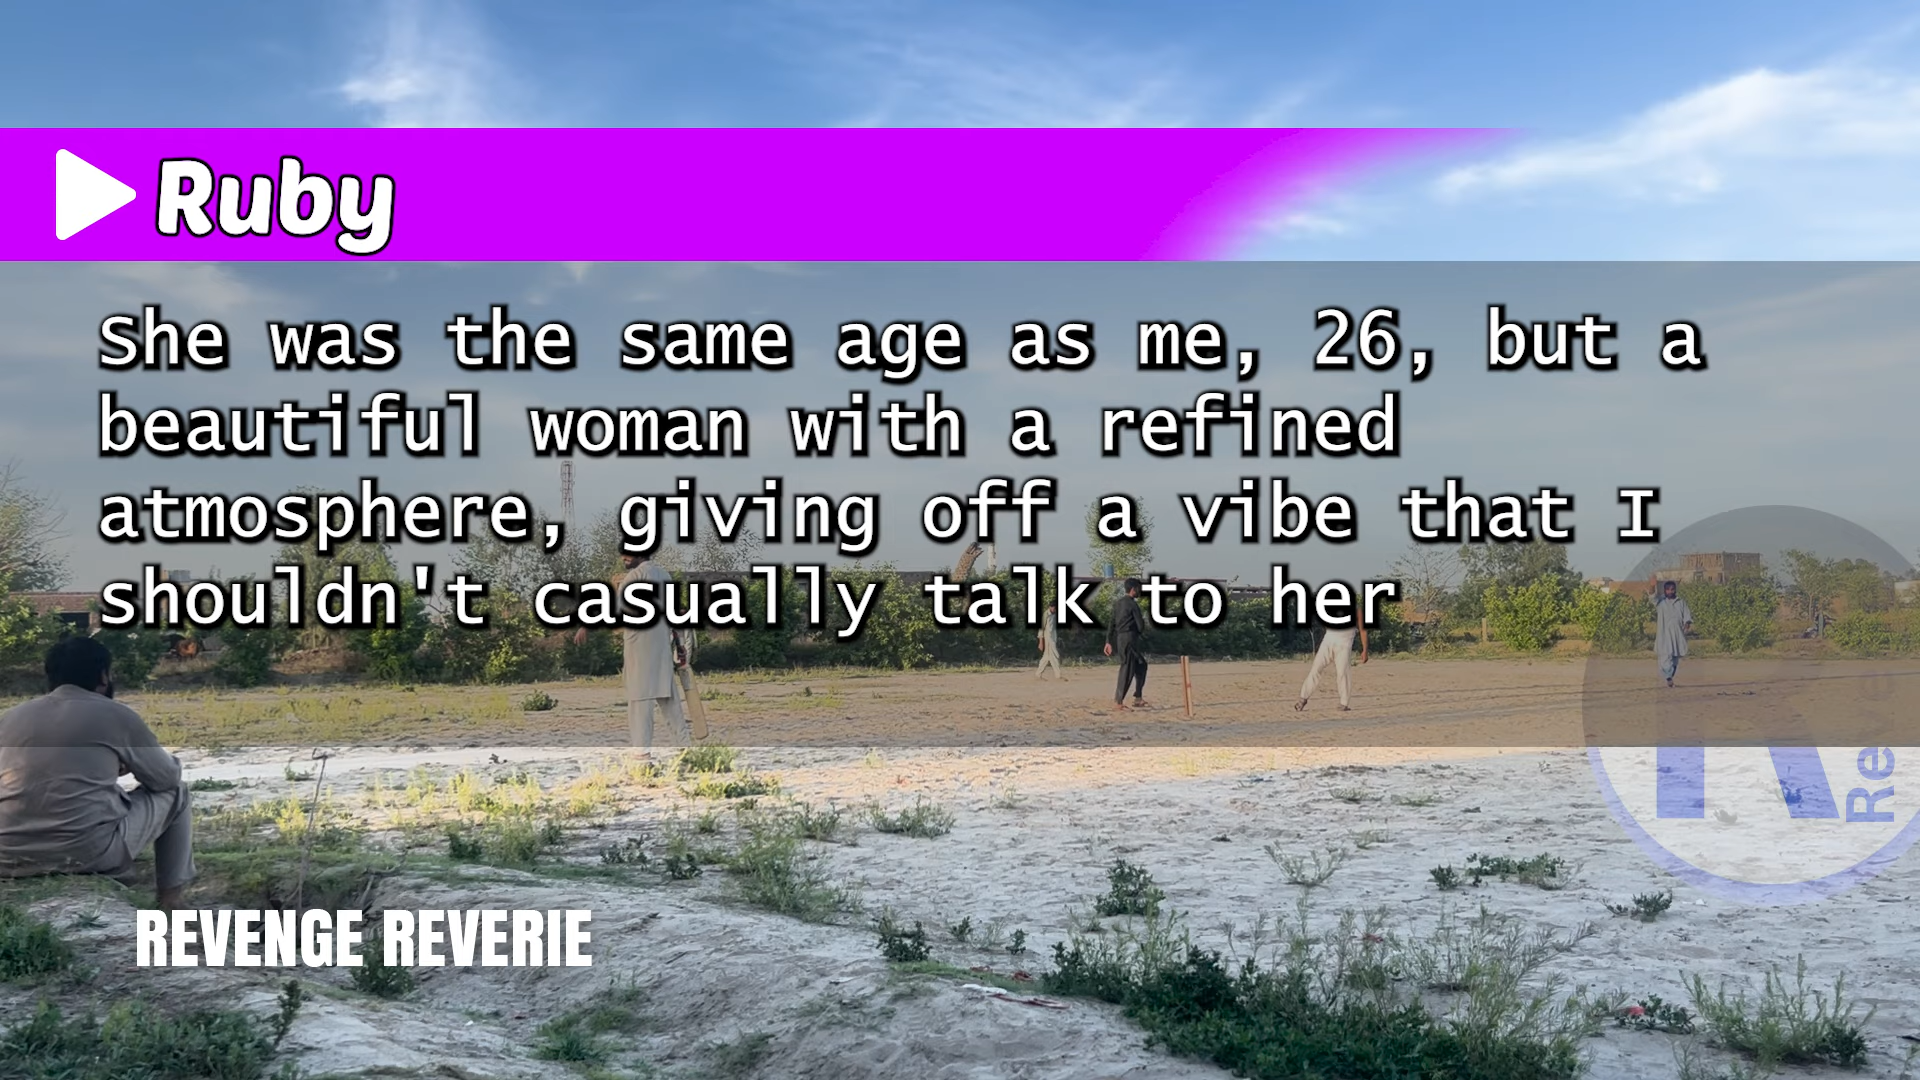 Ruby
She was the same age as me, 26, but a
beautiful woman with a refined
atmosphere, giving off a vibe that I
shouldn't casually talk to her
REVENGE REVERIE